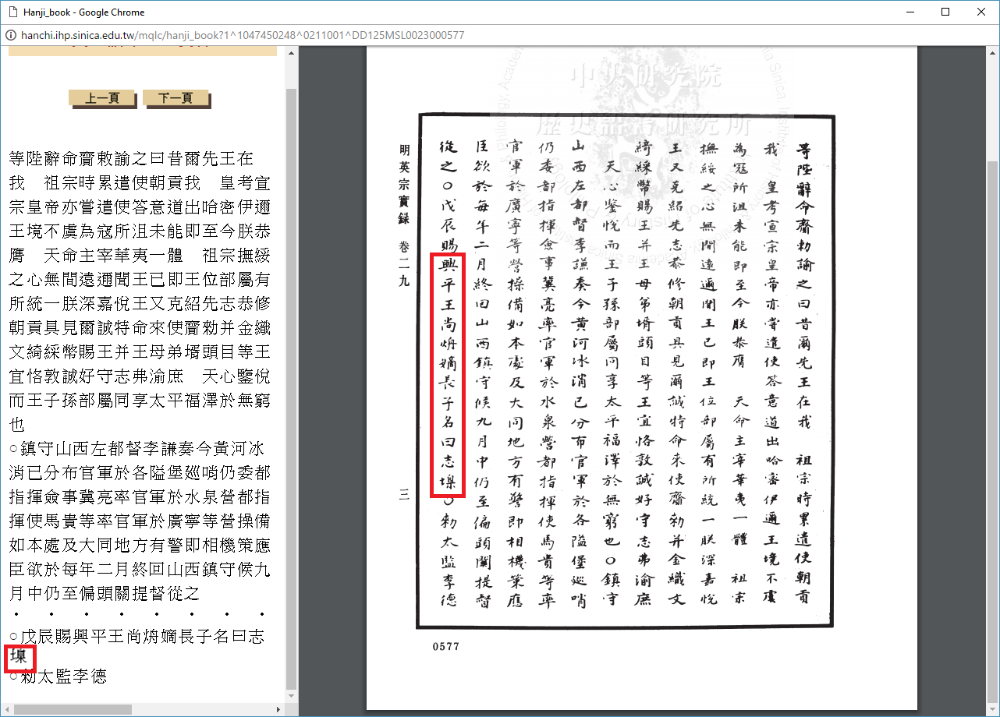 Hanji_book - Google Chrome
hanchi.ihp.sinica.edu.tw/mqlc/hanji_book?1^1047450248^0211001^DD125MSL0023000577
上一頁 下一頁
等陛辭命齎敕諭之曰昔爾先王在
我　祖宗時累遣使朝貢我　皇考宣
宗皇帝亦嘗遣使答意道出哈密伊邇
王境不虞為寇所沮未能即至今朕恭
膺　天命主宰華夷一體　祖宗撫綏
之心無間遠邇聞王已即王位部屬有
所統一朕深嘉悅王又克紹先志恭修
朝貢具見爾誠特命來使齎勑并金織
文綺綵幣賜王并王母弟壻頭目等王
宜恪敦誠好守志弗渝庶　天心鑒悅
而王子孫部屬同享太平福澤於無窮
也
○鎮守山西左都督李謙奏今黃河冰
消已分布官軍於各隘堡廵哨仍委都
指揮僉事冀亮率官軍於水泉營都指
揮使馬貴等率官軍於廣寧等營操備
如本處及大同地方有警即相機策應
臣欲於每年二月終回山西鎮守候九
月中仍至偏頭關提督從之
・・・・・・・・
○戊辰賜興平王尚烐嫡長子名曰志
㙞
○勑太監李德
中央研究院
歷史語言研究所
等陛辭命齎勅諭之曰昔爾先王在我　祖宗時累遣使朝貢
我　皇考宣宗皇帝亦嘗遣使答意道出哈密伊邇王境不虞
為寇所沮未能即至今朕恭膺　天命主宰華夷一體　祖宗
撫綏之心無間遠邇聞王已即王位部屬有所統一朕深嘉悅
王又克紹先志恭修朝貢具見爾誠特命來使齎勑并金織文
綺綵幣賜王并王母弟壻頭目等王宜恪敦誠好守志弗渝庶
天心鑒悅而王子孫部屬同享太平福澤於無窮也○鎮守
山西左都督李謙奏今黃河冰消已分布官軍於各隘堡廵哨
仍委都指揮僉事冀亮率官軍於水泉營都指揮使馬貴等率
官軍於廣寧等營操備如本處及大同地方有警即相機策應
臣欲於每年二月終回山西鎮守候九月中仍至偏頭關提督
從之○戊辰賜興平王尚烐嫡長子名曰志㙞○勑太監李德
明英宗實録　卷二九　三
0577